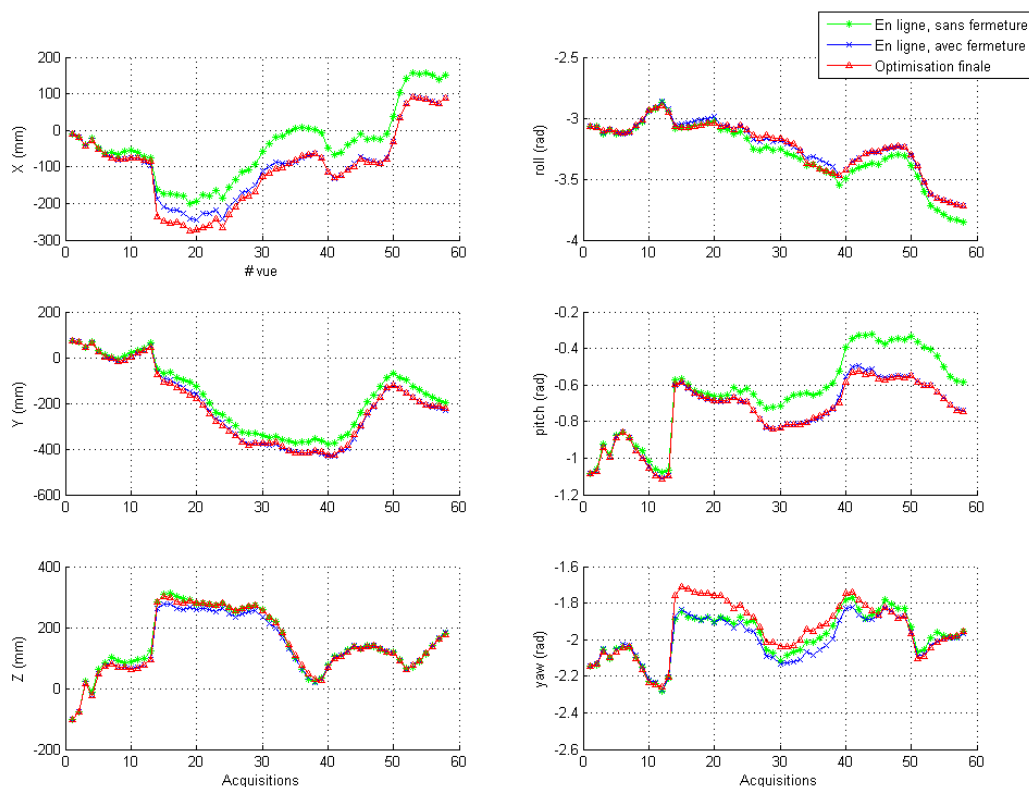 En ligne, sans fermeture
En ligne, avec fermeture
Optimisation finale
200
100
0
-100
-200
-300
X (mm)
0 10 20 30 40 50 60
# vue
-2.5
-3
-3.5
-4
roll (rad)
0 10 20 30 40 50 60
200
0
-200
-400
-600
Y (mm)
0 10 20 30 40 50 60
-0.2
-0.4
-0.6
-0.8
-1
-1.2
pitch (rad)
0 10 20 30 40 50 60
400
200
0
-200
Z (mm)
0 10 20 30 40 50 60
Acquisitions
-1.6
-1.8
-2
-2.2
-2.4
-2.6
yaw (rad)
0 10 20 30 40 50 60
Acquisitions